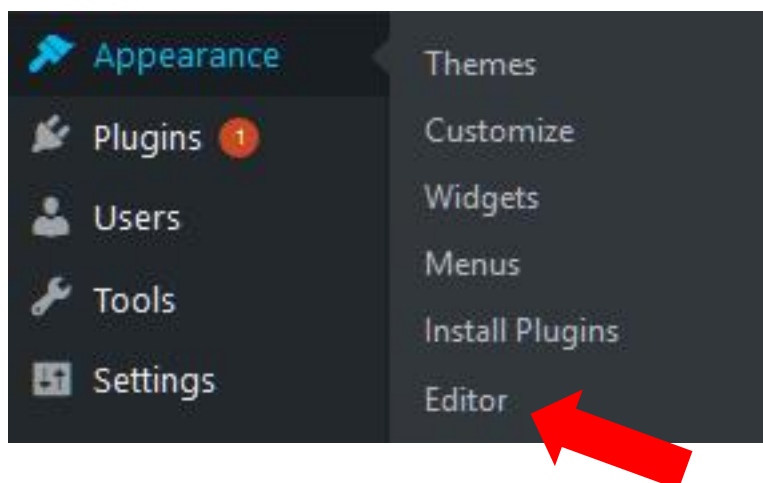 Appearance
Plugins 1
Users
Tools
Settings
Themes
Customize
Widgets
Menus
Install Plugins
Editor